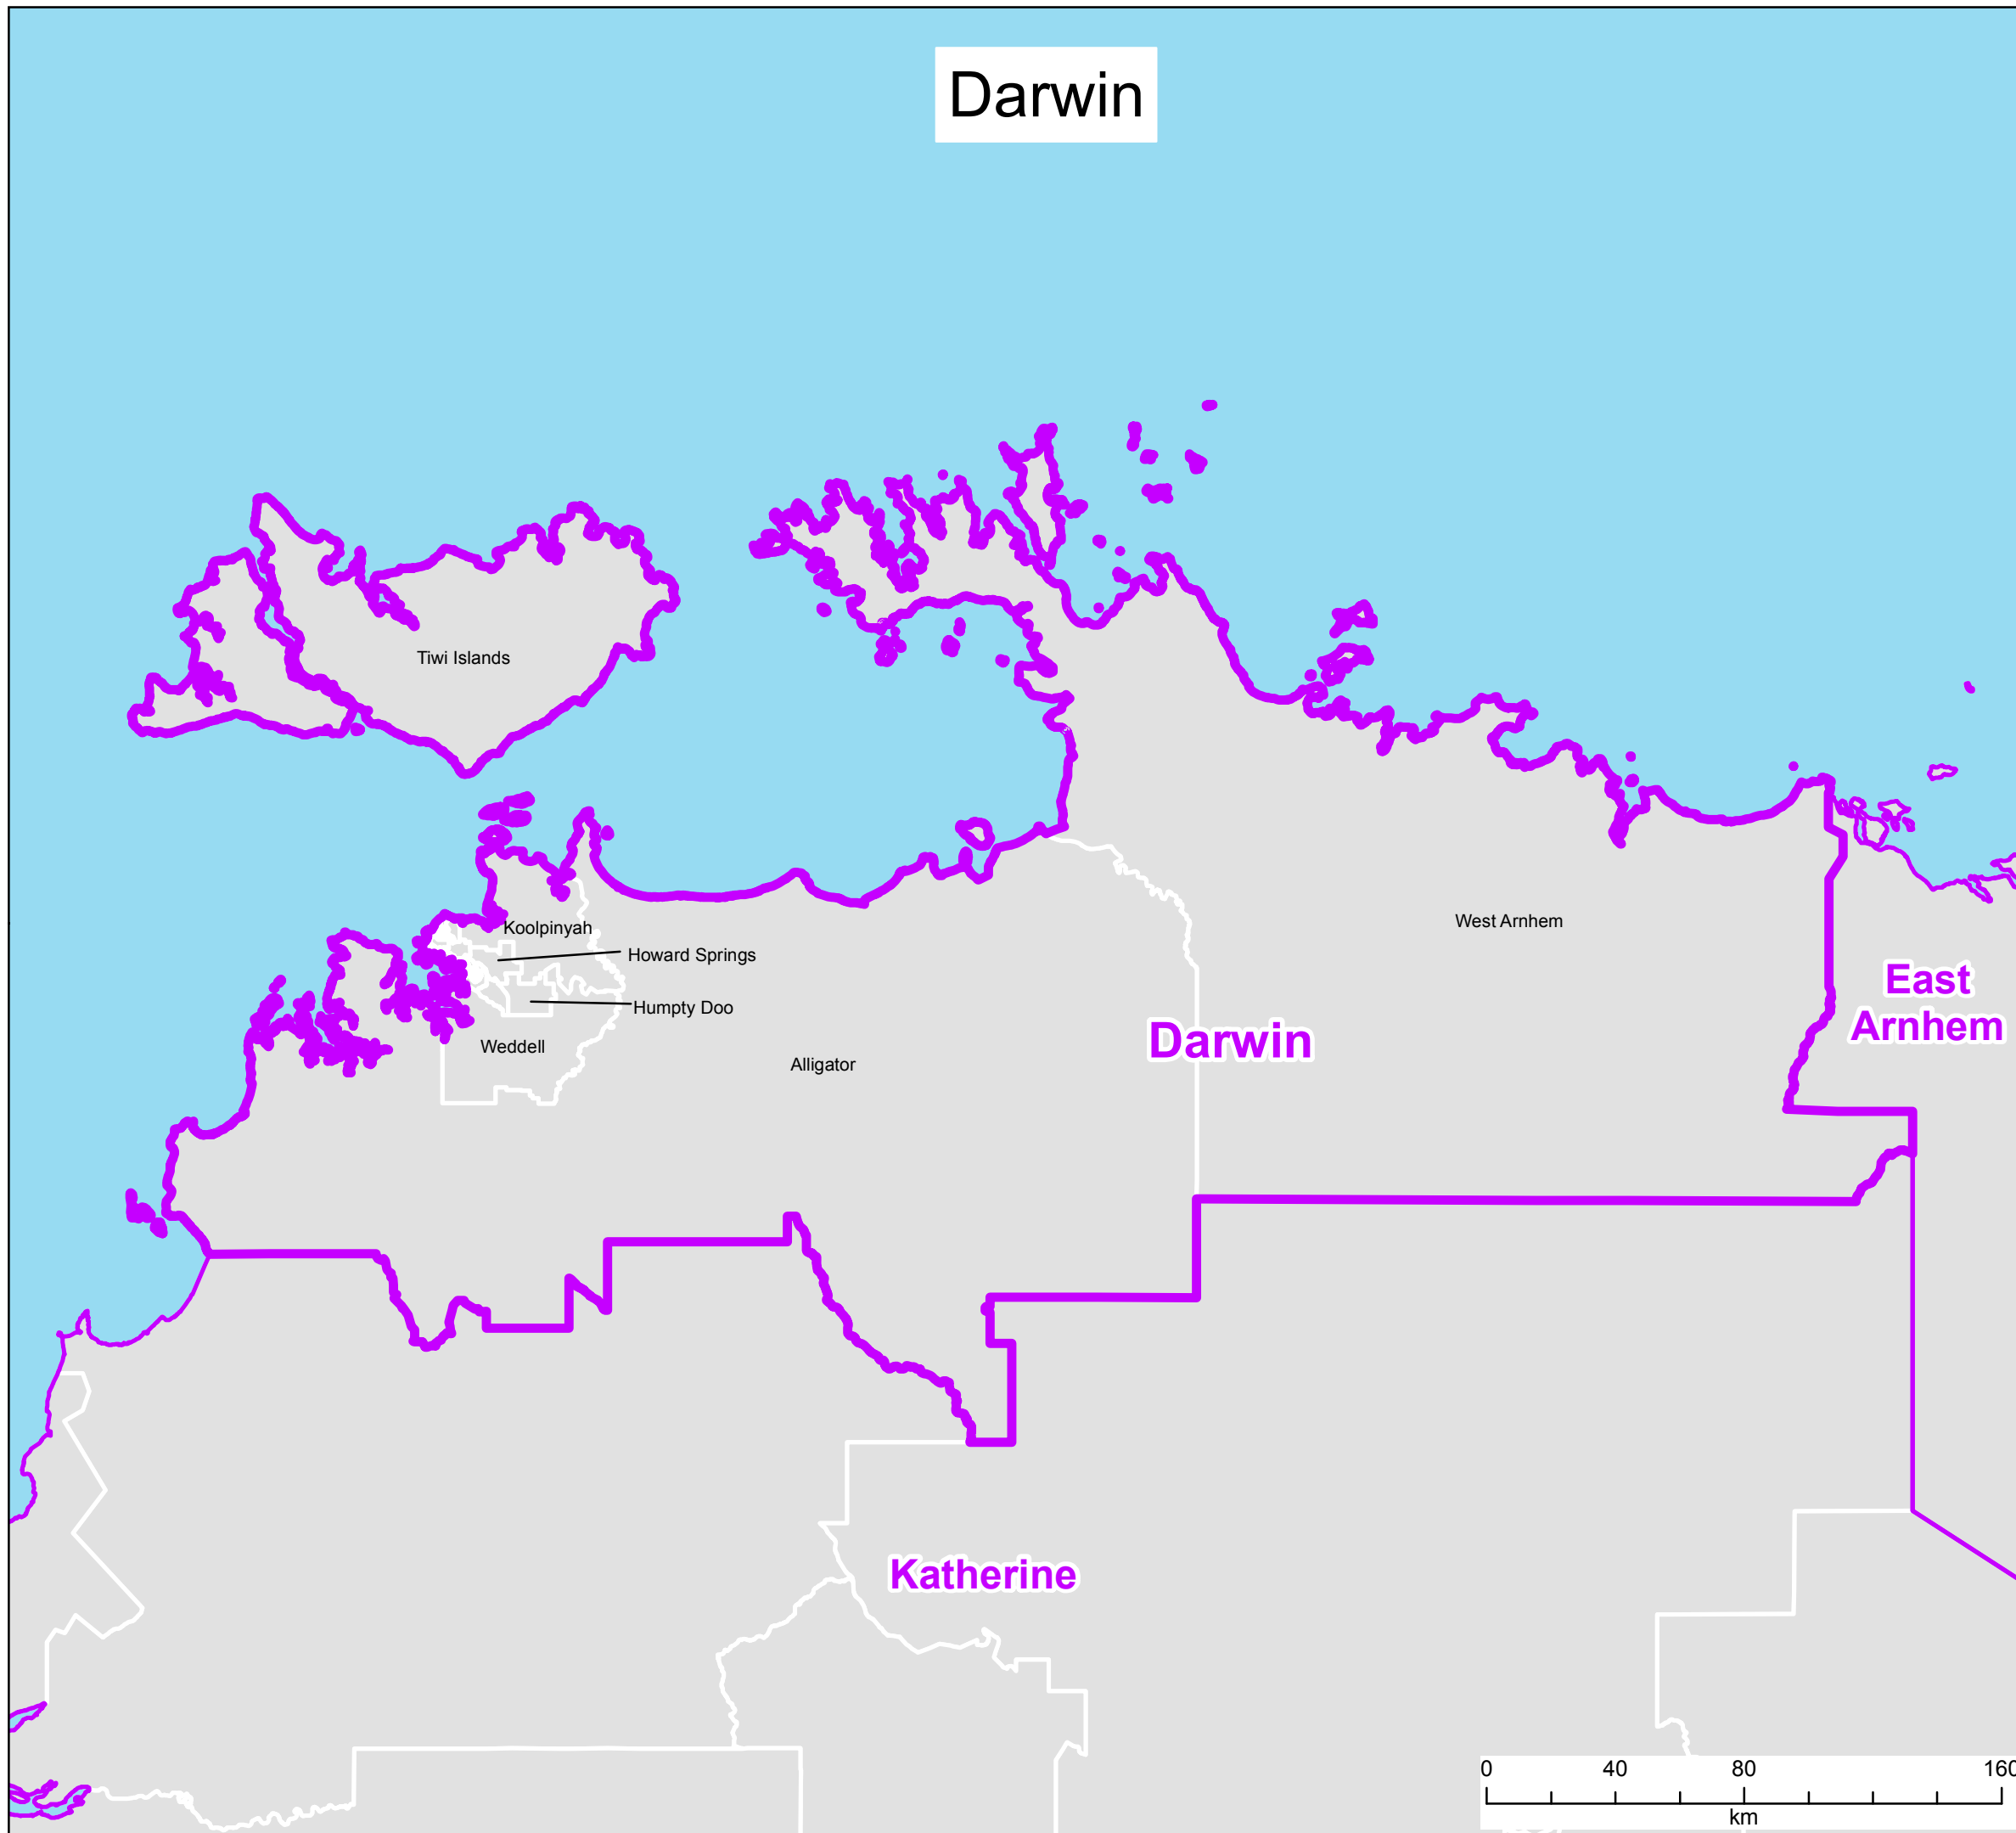 Darwin
Tiwi Islands
Koolpinyah
West Arnhem
Howard Springs
East
Arnhem
Humpty Doo
Darwin
Weddell
Alligator
Katherine
0 40 80 160
km